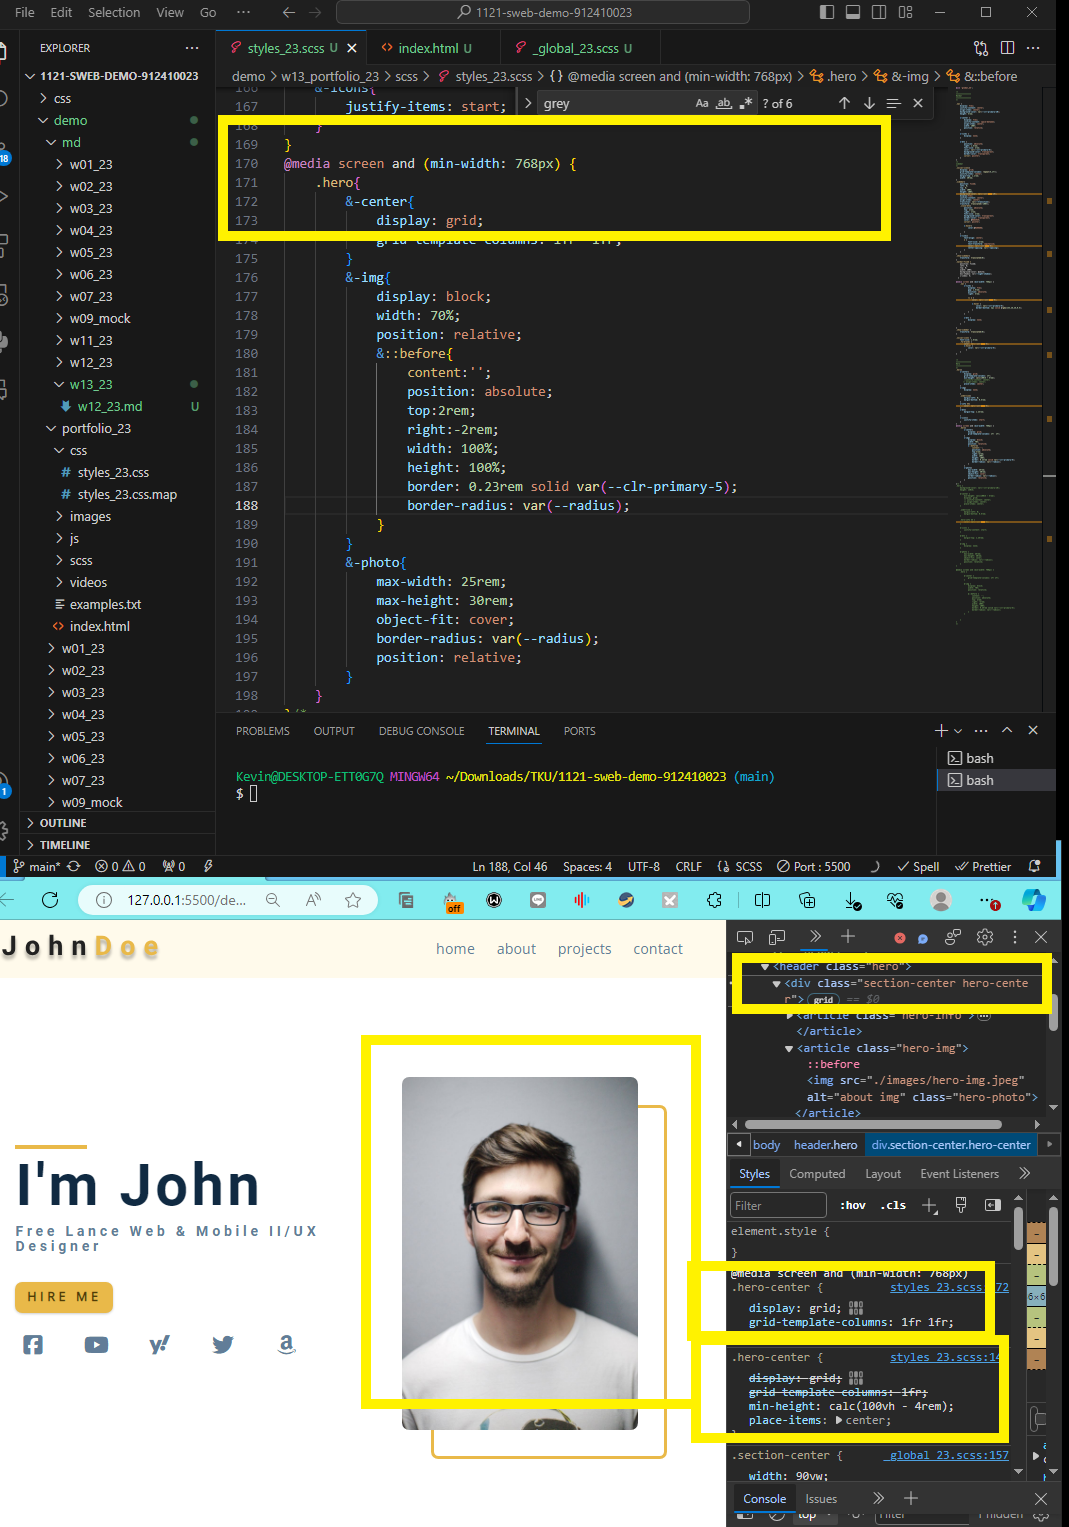 File Edit Selection View Go ··· 1121-sweb-demo-912410023
EXPLORER
1121-SWEB-DEMO-912410023
css
demo
md
w01_23
w02_23
w03_23
w04_23
w05_23
w06_23
w07_23
w09_mock
w11_23
w12_23
w13_23
w12_23.md U
portfolio_23
css
# styles_23.css
# styles_23.css.map
images
js
scss
videos
examples.txt
<> index.html
w01_23
w02_23
w03_23
w04_23
w05_23
w06_23
w07_23
w09_mock
OUTLINE
TIMELINE
18
1
styles_23.scss U
<> index.html U
_global_23.scss U
demo > w13_portfolio_23 > scss > styles_23.scss > {} @media screen and (min-width: 768px) > .hero > &-img > &::before
grey Aa ab .* ? of 6
166 &-icons{
167 justify-items: start;
168 }
169 }
170 @media screen and (min-width: 768px) {
171 .hero{
172 &-center{
173 display: grid;
174 grid-template-columns: 1fr 1fr;
175 }
176 &-img{
177 display: block;
178 width: 70%;
179 position: relative;
180 &::before{
181 content:'';
182 position: absolute;
183 top:2rem;
184 right:-2rem;
185 width: 100%;
186 height: 100%;
187 border: 0.23rem solid var(--clr-primary-5);
188 border-radius: var(--radius);
189 }
190 }
191 &-photo{
192 max-width: 25rem;
193 max-height: 30rem;
194 object-fit: cover;
195 border-radius: var(--radius);
196 position: relative;
197 }
198 }
}/*
PROBLEMS OUTPUT DEBUG CONSOLE TERMINAL PORTS
Kevin@DESKTOP-ETT0G7Q MINGW64 ~/Downloads/TKU/1121-sweb-demo-912410023 (main)
$
bash
bash
main* 0 0 0 Ln 188, Col 46 Spaces: 4 UTF-8 CRLF SCSS Port : 5500 Spell Prettier
127.0.0.1:5500/de...
off
JohnDoe
home about projects contact
I'm John
Free Lance Web & Mobile II/UX
Designer
HIRE ME
<header class="hero">
<div class="section-center hero-cente
r"> grid == $0
<article class="hero-info">
</article>
<article class="hero-img">
::before
<img src="./images/hero-img.jpeg"
alt="about img" class="hero-photo">
</article>
body header.hero div.section-center.hero-center
Styles Computed Layout Event Listeners
Filter :hov .cls
element.style {
}
@media screen and (min-width: 768px)
.hero-center { styles_23.scss:172
display: grid;
grid-template-columns: 1fr 1fr;
.hero-center { styles_23.scss:14
display: grid;
grid-template-columns: 1fr;
min-height: calc(100vh - 4rem);
place-items: center;
.section-center { _global_23.scss:157
width: 90vw;
6×6
Console Issues
top Filter 1 hidden